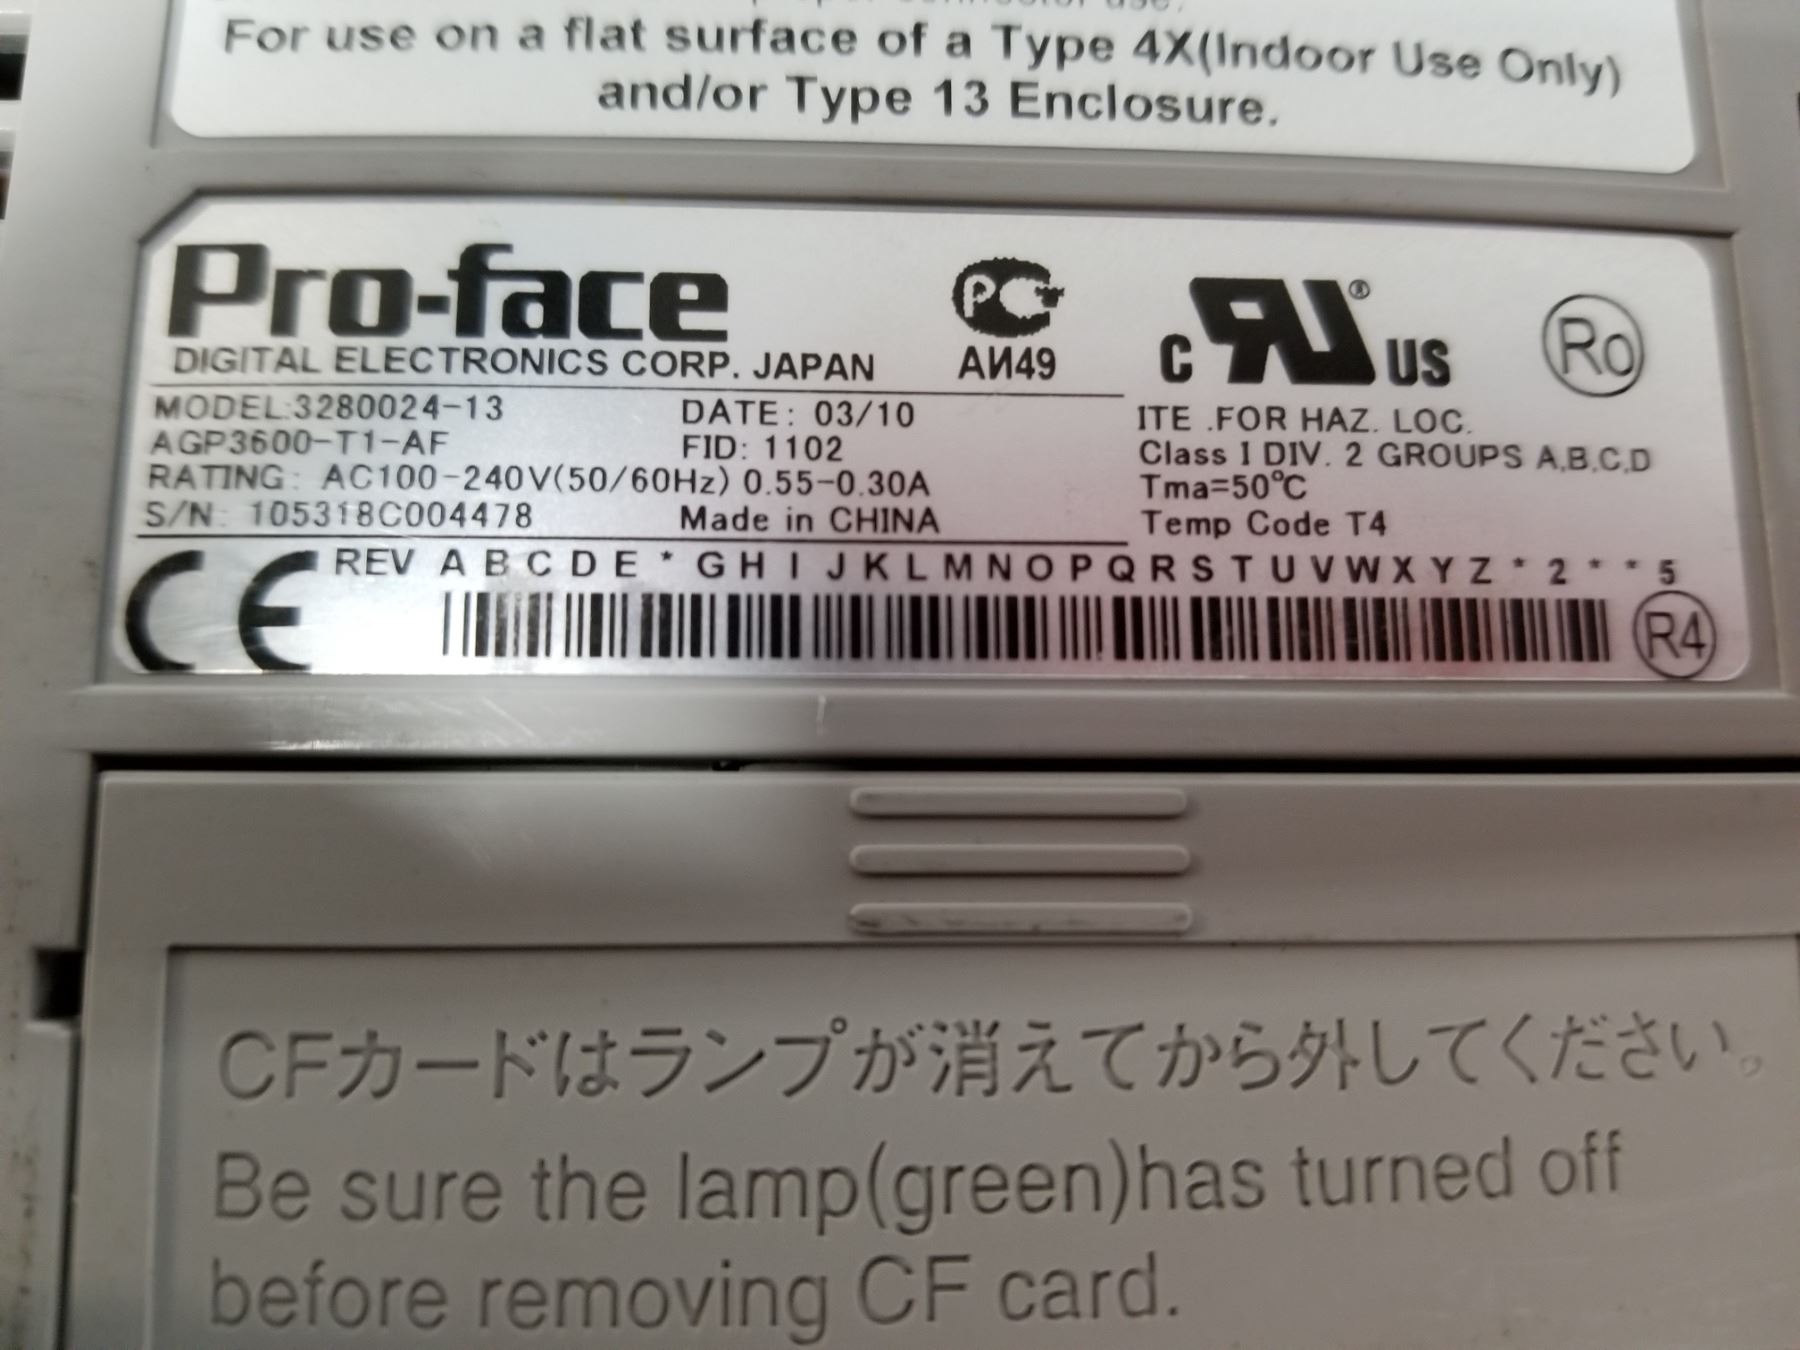 For use on a flat surface of a Type 4X(Indoor Use Only)
and/or Type 13 Enclosure.
Pro-face
DIGITAL ELECTRONICS CORP. JAPAN
PC
АИ49
C RU ® US
Ro
MODEL:3280024-13 DATE: 03/10
AGP3600-T1-AF FID: 1102
RATING: AC100-240V(50/60Hz) 0.55-0.30A
S/N: 105318C004478 Made in CHINA
ITE .FOR HAZ. LOC.
Class I DIV. 2 GROUPS A,B,C,D
Tma=50℃
Temp Code T4
CE REV A B C D E * G H I J K L M N O P Q R S T U V W X Y Z * 2 * * 5
R4
CFカードはランプが消えてから外してください。
Be sure the lamp(green)has turned off
before removing CF card.